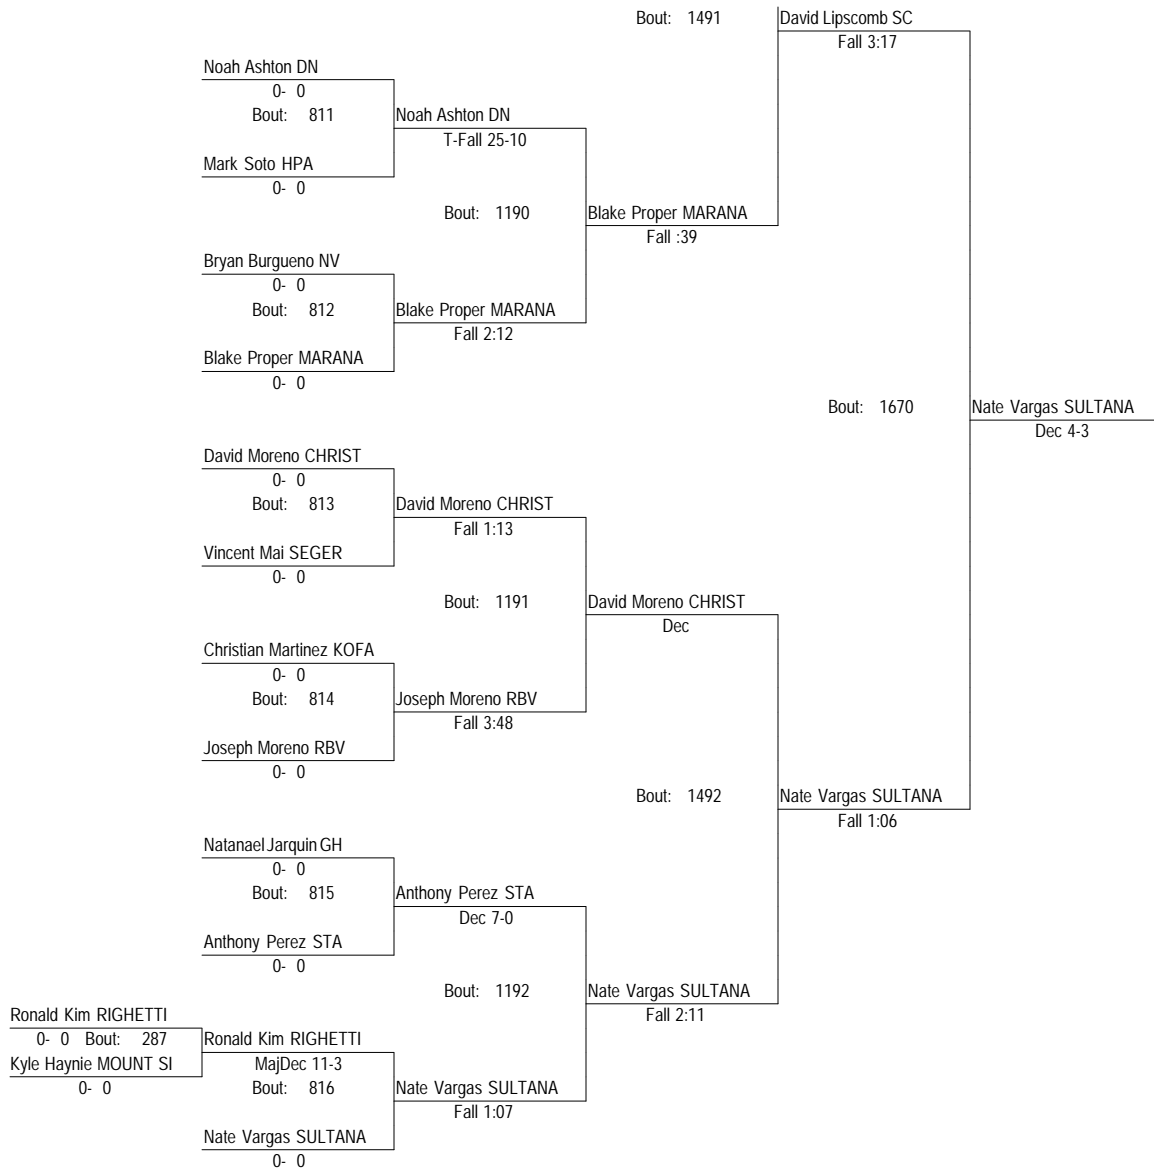 Bout: 1491 David Lipscomb SC
Fall 3:17
Noah Ashton DN
0- 0
Bout: 811 Noah Ashton DN
T-Fall 25-10
Mark Soto HPA
0- 0
Bout: 1190 Blake Proper MARANA
Fall :39
Bryan Burgueno NV
0- 0
Bout: 812 Blake Proper MARANA
Fall 2:12
Blake Proper MARANA
0- 0
Bout: 1670 Nate Vargas SULTANA
Dec 4-3
David Moreno CHRIST
0- 0
Bout: 813 David Moreno CHRIST
Fall 1:13
Vincent Mai SEGER
0- 0
Bout: 1191 David Moreno CHRIST
Dec
Christian Martinez KOFA
0- 0
Bout: 814 Joseph Moreno RBV
Fall 3:48
Joseph Moreno RBV
0- 0
Bout: 1492 Nate Vargas SULTANA
Fall 1:06
Natanael Jarquin GH
0- 0
Bout: 815 Anthony Perez STA
Dec 7-0
Anthony Perez STA
0- 0
Bout: 1192 Nate Vargas SULTANA
Fall 2:11
Ronald Kim RIGHETTI
0- 0 Bout: 287 Ronald Kim RIGHETTI
Kyle Haynie MOUNT SI MajDec 11-3
0- 0 Bout: 816 Nate Vargas SULTANA
Fall 1:07
Nate Vargas SULTANA
0- 0